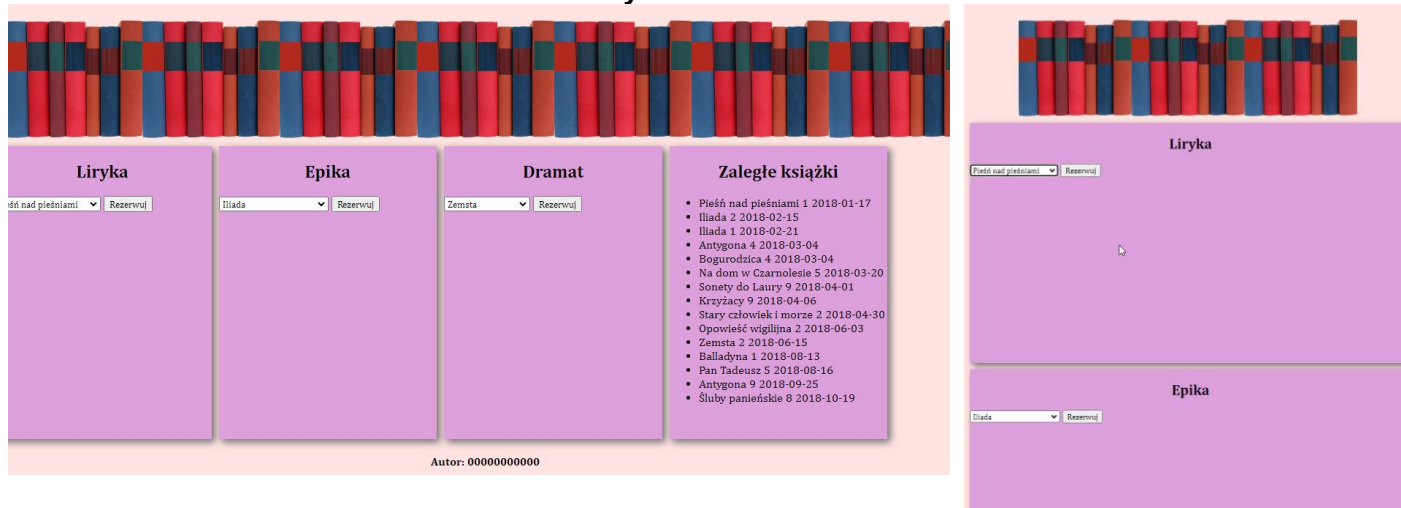 Liryka
Rezerwuj
Epika
Iliada Rezerwuj
Dramat
Zemsta Rezerwuj
Zaległe książki
Pieśń nad pieśniami 1 2018-01-17
Iliada 2 2018-02-15
Iliada 1 2018-02-21
Antygona 4 2018-03-04
Bogurodzica 4 2018-03-04
Na dom w Czarnolesie 5 2018-03-20
Sonety do Laury 9 2018-04-01
Krzyżacy 9 2018-04-06
Stary człowiek i morze 2 2018-04-30
Opowieść wigilijna 2 2018-06-03
Zemsta 2 2018-06-15
Balladyna 1 2018-08-13
Pan Tadeusz 5 2018-08-16
Antygona 9 2018-09-25
Śluby panieńskie 8 2018-10-19
Autor: 00000000000
Liryka
Pieśń nad pieśniami Rezerwuj
Epika
Iliada Rezerwuj